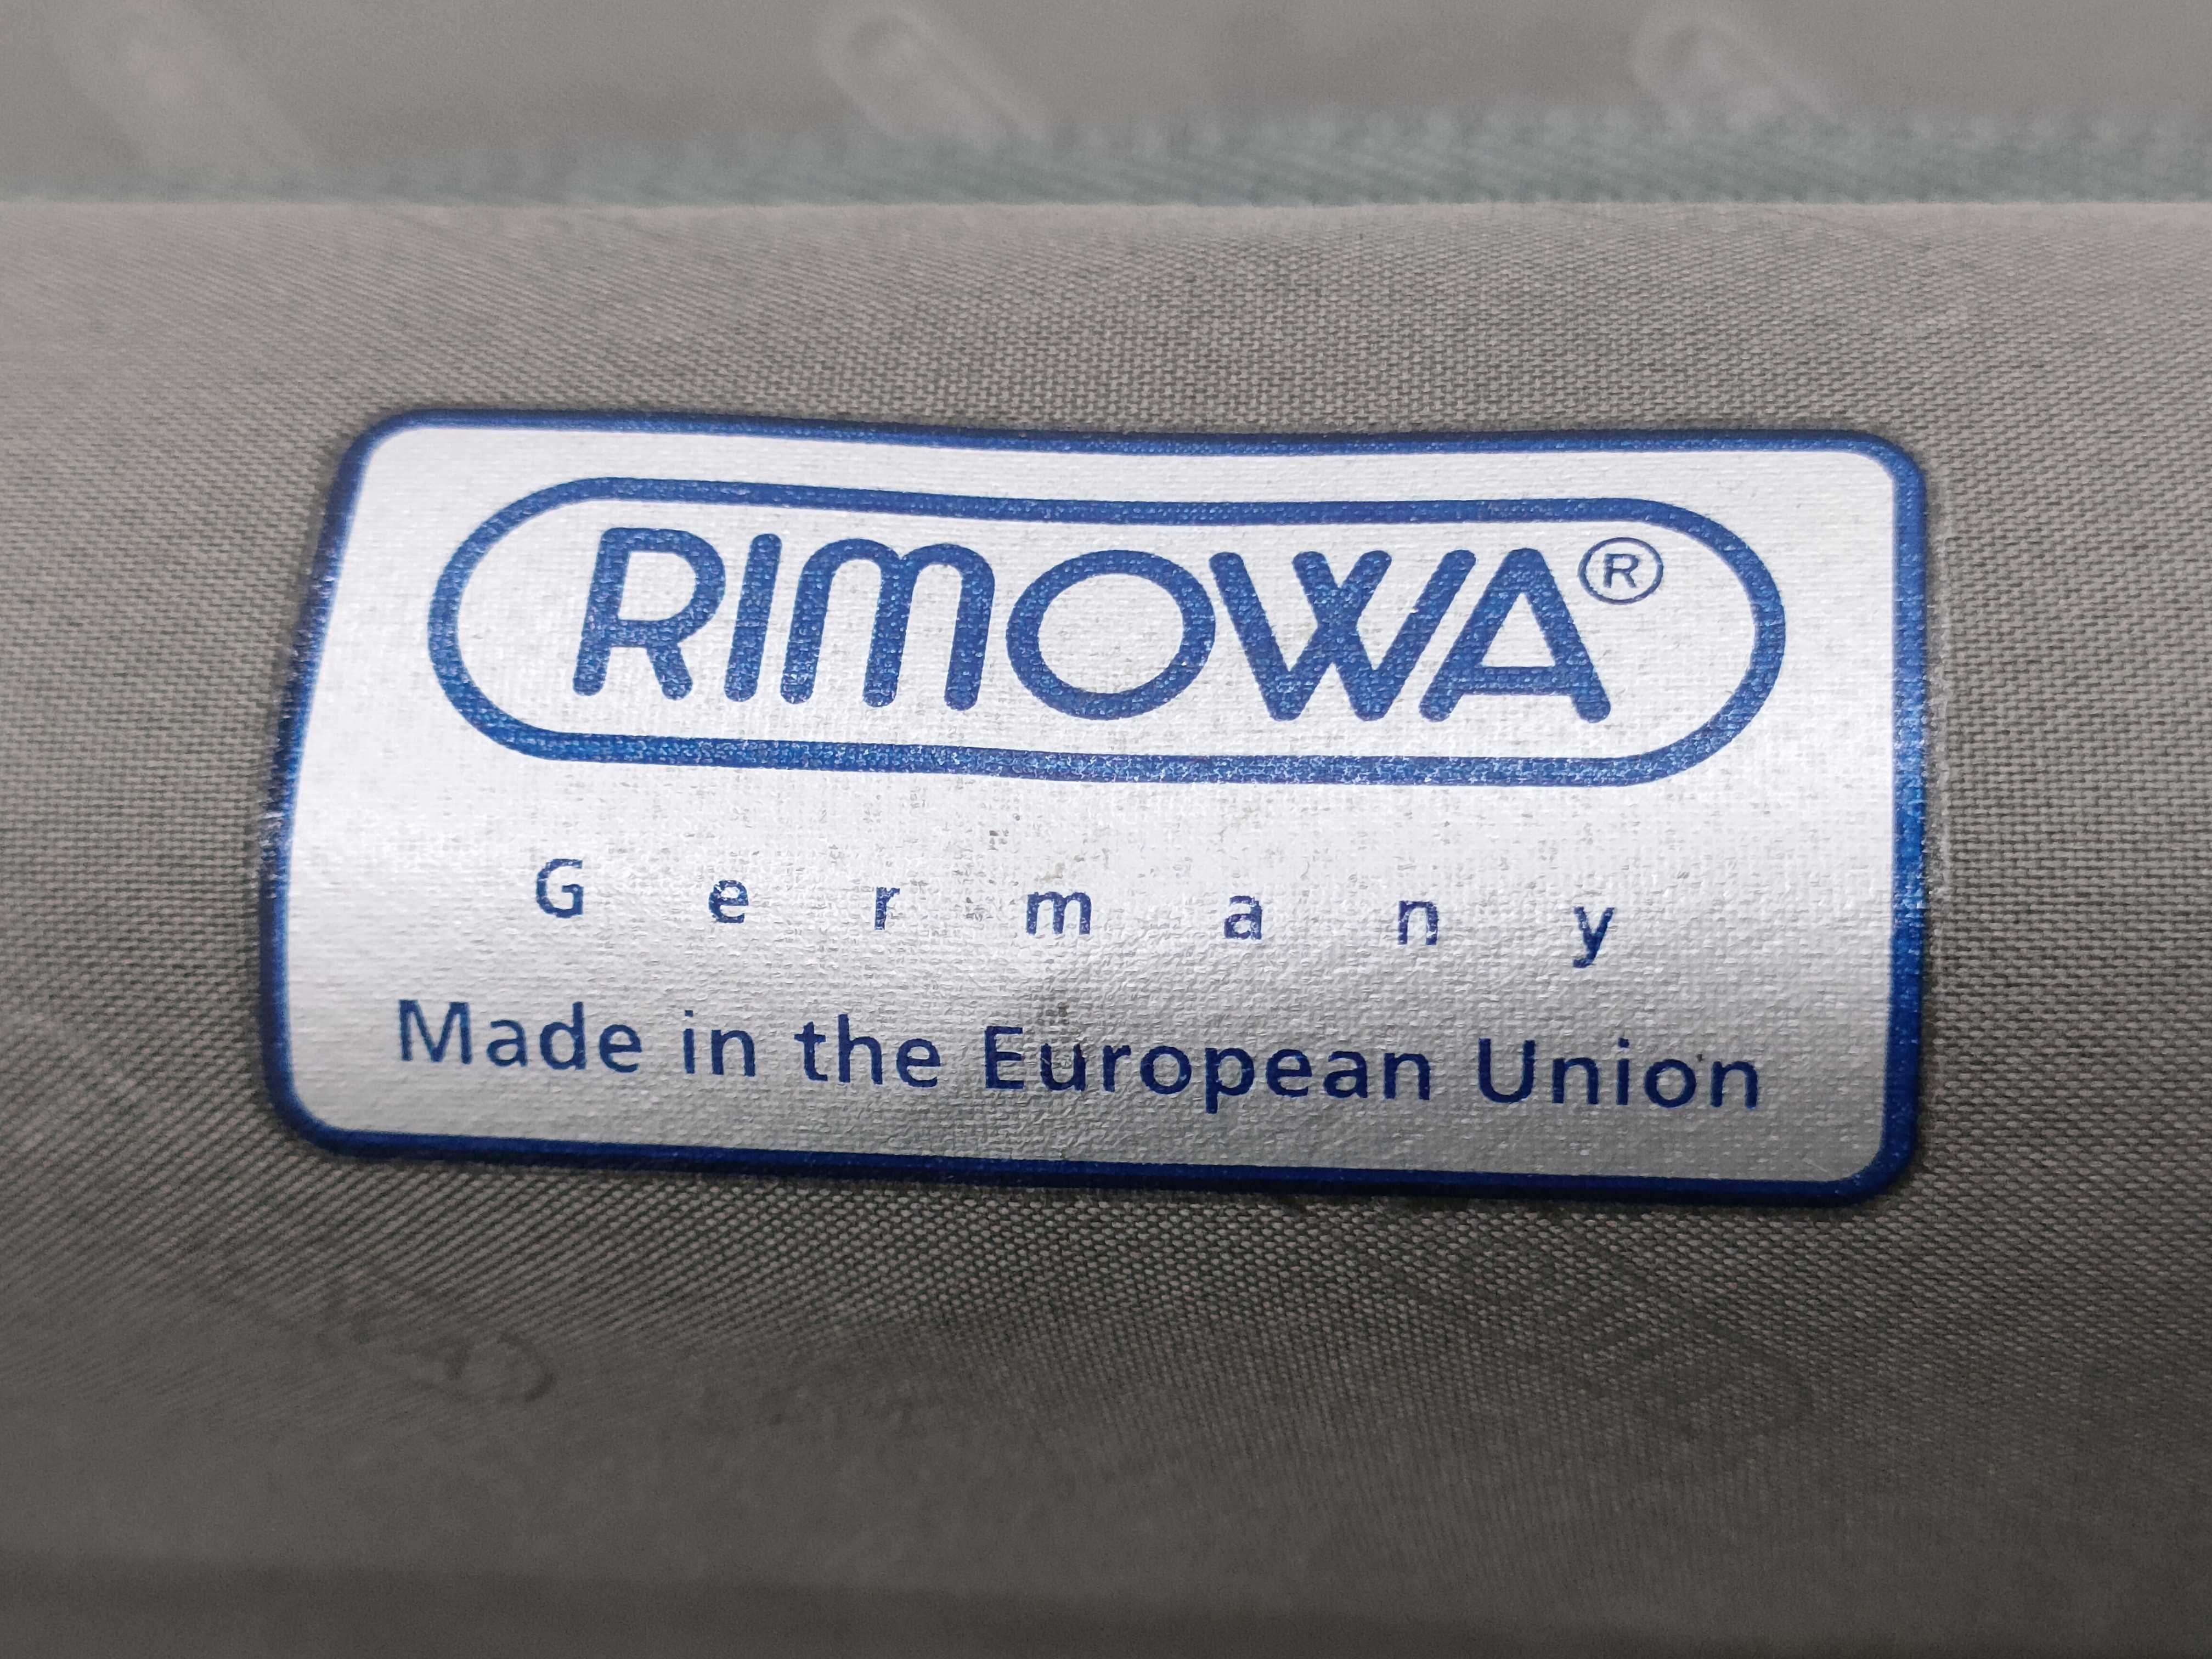 RIMOWA®
Germany
Made in the European Union